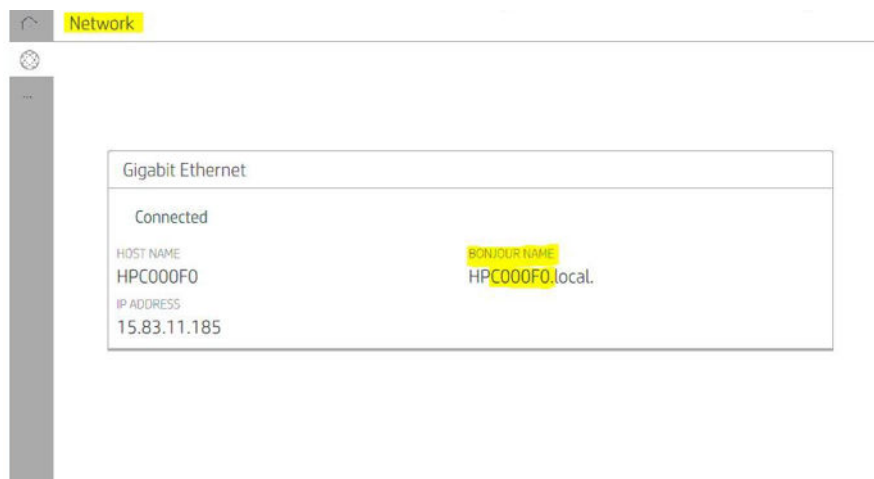 Network
Gigabit Ethernet
Connected
HOST NAME
HPC000F0
BONJOUR NAME
HPC000F0.local.
IP ADDRESS
15.83.11.185